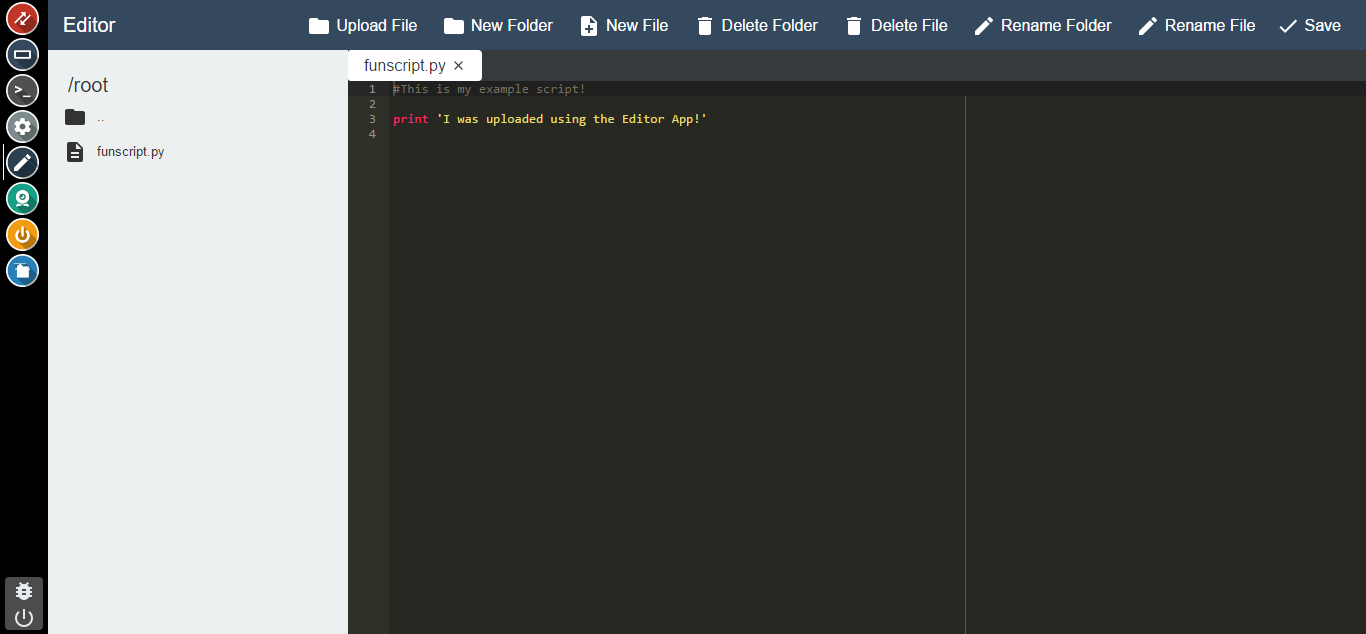 Editor
Upload File
New Folder
New File
Delete Folder
Delete File
Rename Folder
Rename File
Save
/root
..
funscript.py
funscript.py ×
1 #This is my example script!
2
3 print 'I was uploaded using the Editor App!'
4
>_